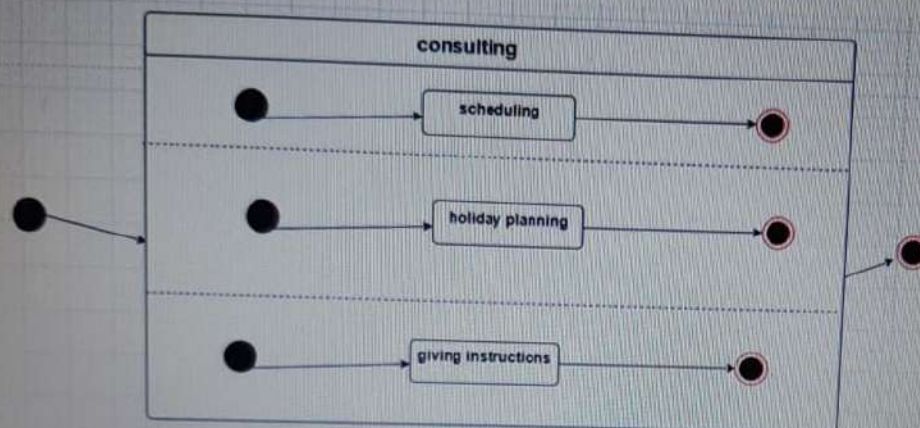 consulting
scheduling
holiday planning
giving instructions